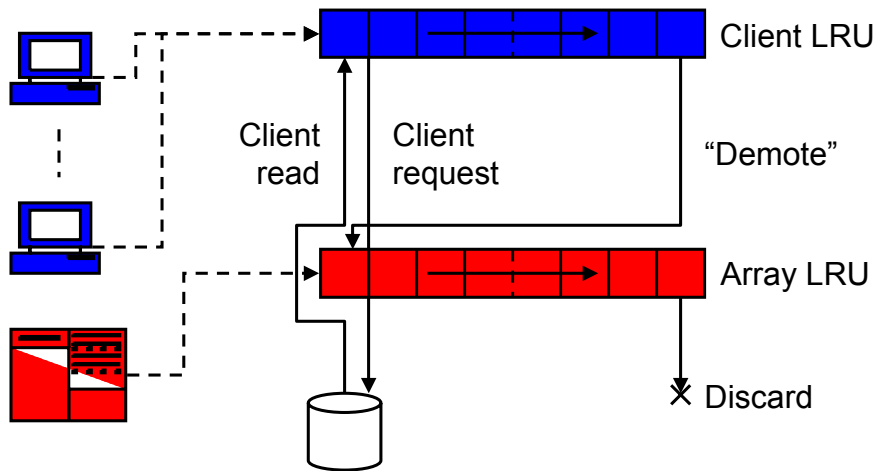 Client LRU
Client
read
Client
request
“Demote”
Array LRU
Discard